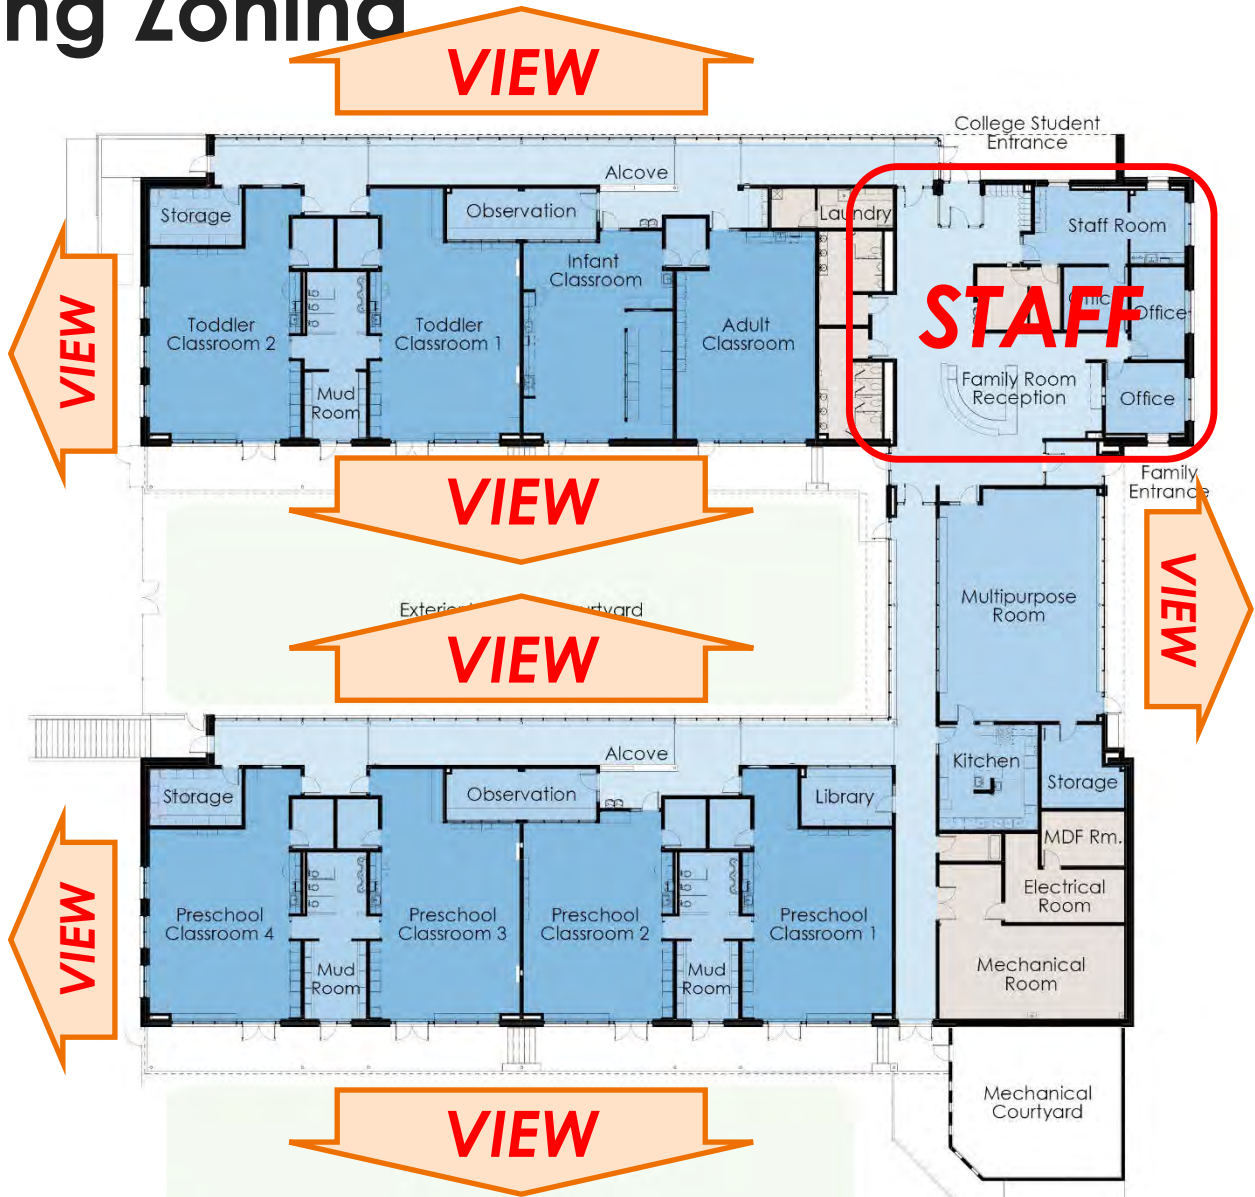 ng Zoning
VIEW
College Student
Entrance
Alcove
Storage
Observation
Laundry
Staff Room
Infant
Classroom
VIEW
Toddler
Classroom 2
Toddler
Classroom 1
Adult
Classroom
STAFF
Office
Office
Mud
Room
Family Room
Reception
Office
VIEW
Family
Entrance
VIEW
Multipurpose
Room
VIEW
Alcove
Kitchen
Storage
Storage
Observation
Library
MDF Rm.
VIEW
Electrical
Room
Preschool
Classroom 4
Preschool
Classroom 3
Preschool
Classroom 2
Preschool
Classroom 1
Mud
Room
Mud
Room
Mechanical
Room
VIEW
Mechanical
Courtyard